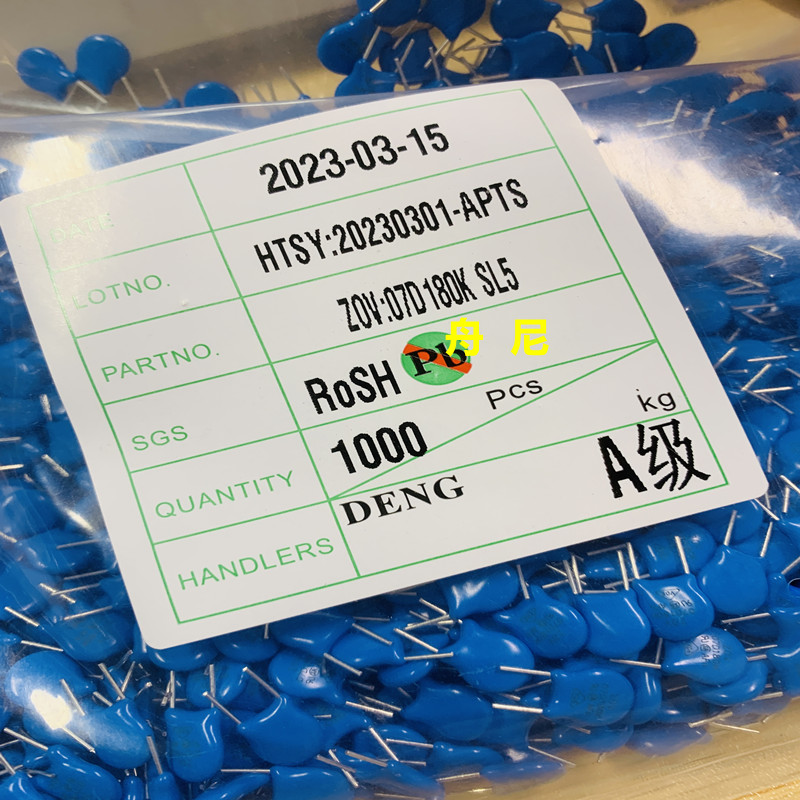 2023-03-15
LOTNO. HTSY:20230301-APTS
PARTNO. ZOV:07D180K SL5
舟 尼
SGS RoSH Pb
QUANTITY 1000 Pcs kg
HANDLERS DENG A级